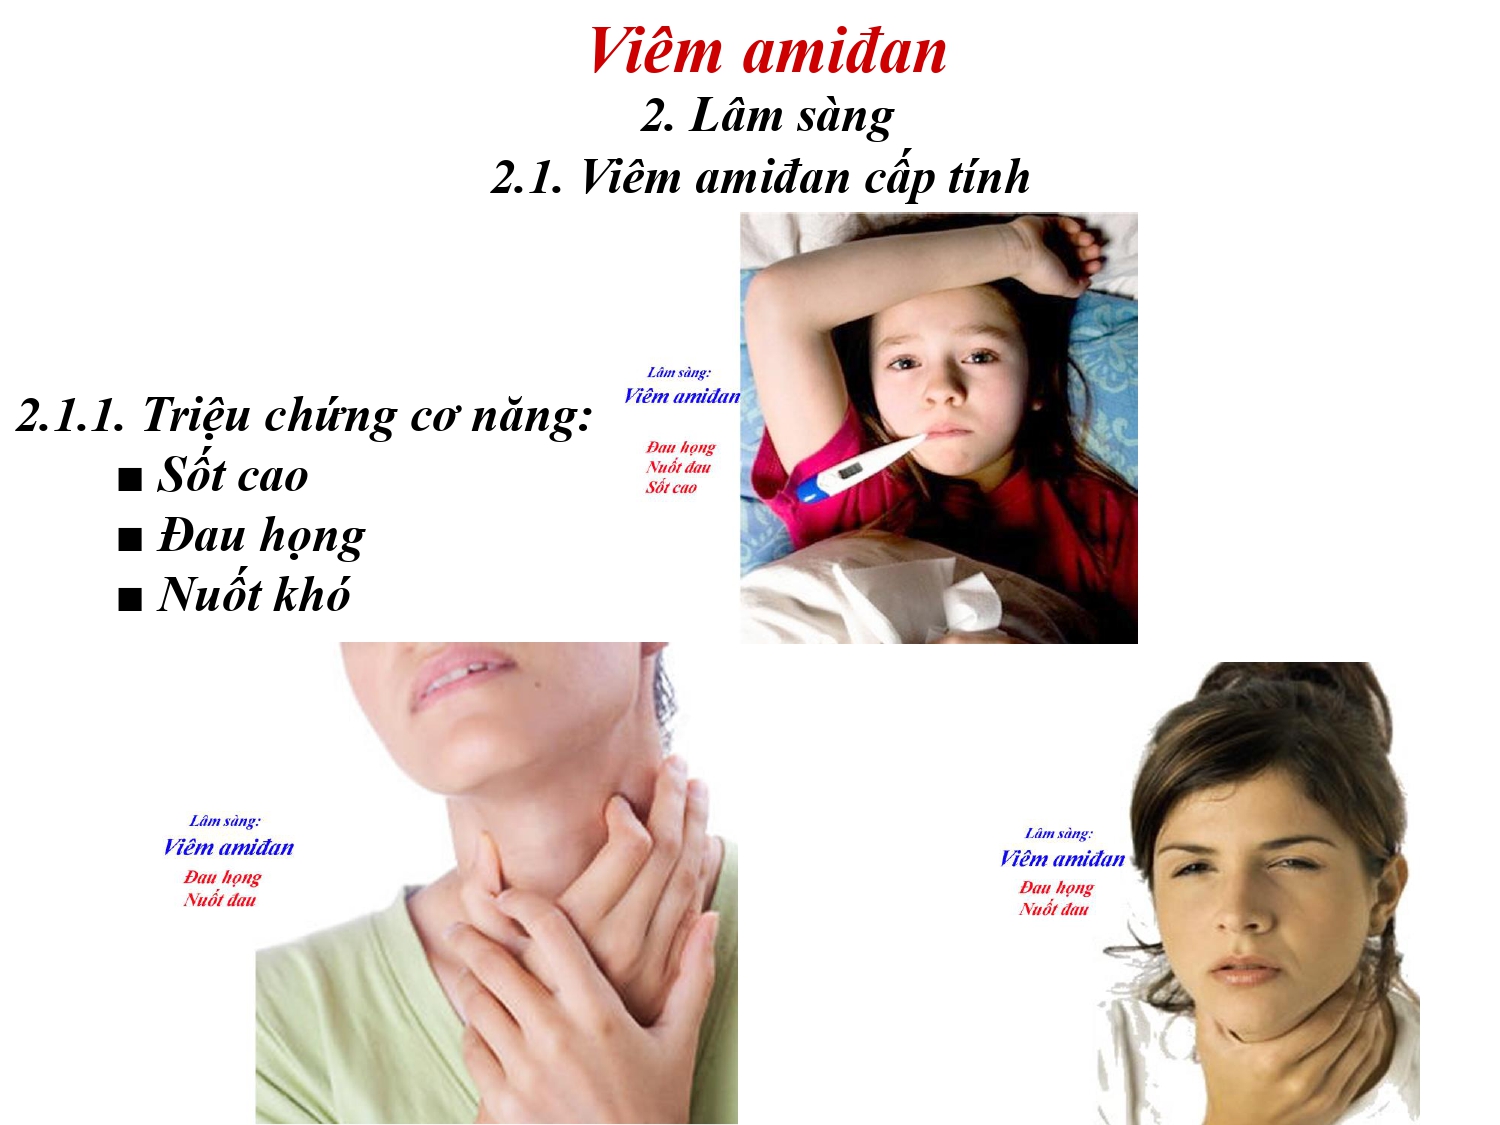 Viêm amiđan
2. Lâm sàng
2.1. Viêm amiđan cấp tính
2.1.1. Triệu chứng cơ năng:
■ Sốt cao
■ Đau họng
■ Nuốt khó
Lâm sàng:
Viêm amiđan
Đau họng
Nuốt đau
Sốt cao
Lâm sàng:
Viêm amiđan
Đau họng
Nuốt đau
Lâm sàng:
Viêm amiđan
Đau họng
Nuốt đau